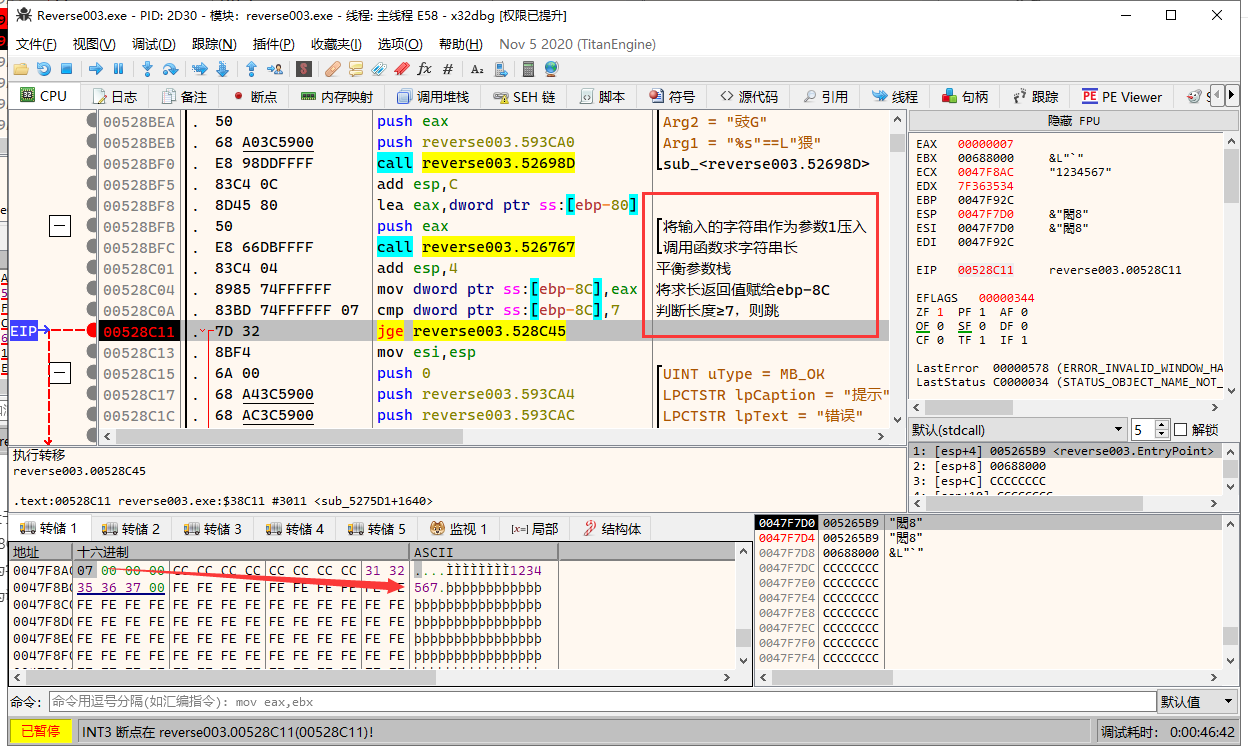 Reverse003.exe - PID: 2D30 - 模块: reverse003.exe - 线程: 主线程 E58 - x32dbg [权限已提升]
文件(F) 视图(V) 调试(D) 跟踪(N) 插件(P) 收藏夹(I) 选项(O) 帮助(H) Nov 5 2020 (TitanEngine)
CPU 日志 备注 断点 内存映射 调用堆栈 SEH 链 脚本 符号 源代码 引用 线程 句柄 跟踪 PE Viewer
00528BEA . 50 push eax Arg2 = "豉G"
00528BEB . 68 A03C5900 push reverse003.593CA0 Arg1 = "%s"==L"猥"
00528BF0 . E8 98DDFFFF call reverse003.52698D sub_<reverse003.52698D>
00528BF5 . 83C4 0C add esp,C
00528BF8 . 8D45 80 lea eax,dword ptr ss:[ebp-80]
00528BFB . 50 push eax 将输入的字符串作为参数1压入
00528BFC . E8 66DBFFFF call reverse003.526767 调用函数求字符串长
00528C01 . 83C4 04 add esp,4 平衡参数栈
00528C04 . 8985 74FFFFFF mov dword ptr ss:[ebp-8C],eax 将求长返回值赋给ebp-8C
00528C0A . 83BD 74FFFFFF 07 cmp dword ptr ss:[ebp-8C],7 判断长度≥7，则跳
EIP 00528C11 . 7D 32 jge reverse003.528C45
00528C13 . 8BF4 mov esi,esp
00528C15 . 6A 00 push 0 UINT uType = MB_OK
00528C17 . 68 A43C5900 push reverse003.593CA4 LPCTSTR lpCaption = "提示"
00528C1C . 68 AC3C5900 push reverse003.593CAC LPCTSTR lpText = "错误"
隐藏 FPU
EAX 00000007
EBX 00688000 &L"`"
ECX 0047F8AC "1234567"
EDX 7F363534
EBP 0047F92C
ESP 0047F7D0 &"閱8"
ESI 0047F7D0 &"閱8"
EDI 0047F92C
EIP 00528C11 reverse003.00528C11
EFLAGS 00000344
ZF 1 PF 1 AF 0
OF 0 SF 0 DF 0
CF 0 TF 1 IF 1
LastError 00000578 (ERROR_INVALID_WINDOW_HA
LastStatus C0000034 (STATUS_OBJECT_NAME_NOT_
默认(stdcall) 5 解锁
1: [esp+4] 005265B9 <reverse003.EntryPoint>
2: [esp+8] 00688000
3: [esp+C] CCCCCCCC
执行转移
reverse003.00528C45
.text:00528C11 reverse003.exe:$38C11 #3011 <sub_5275D1+1640>
转储 1 转储 2 转储 3 转储 4 转储 5 监视 1 [x=] 局部 结构体
地址 十六进制 ASCII
0047F8AC 07 00 00 00 CC CC CC CC CC CC CC CC 31 32 ....ÌÌÌÌÌÌÌÌ1234
0047F8BC 35 36 37 00 FE FE FE FE FE FE FE FE FE FE 567.þþþþþþþþþþþþ
0047F8CC FE FE FE FE FE FE FE FE FE FE FE FE FE FE þþþþþþþþþþþþþþþþ
0047F8DC FE FE FE FE FE FE FE FE FE FE FE FE FE FE þþþþþþþþþþþþþþþþ
0047F8EC FE FE FE FE FE FE FE FE FE FE FE FE FE FE þþþþþþþþþþþþþþþþ
0047F8FC FE FE FE FE FE FE FE FE FE FE FE FE FE FE þþþþþþþþþþþþþþþþ
0047F7D0 005265B9 "閱8"
0047F7D4 005265B9 "閱8"
0047F7D8 00688000 &L"`"
0047F7DC CCCCCCCC
0047F7E0 CCCCCCCC
0047F7E4 CCCCCCCC
0047F7E8 CCCCCCCC
0047F7EC CCCCCCCC
0047F7F0 CCCCCCCC
0047F7F4 CCCCCCCC
命令: 命令用逗号分隔(如汇编指令): mov eax,ebx 默认值
已暂停 INT3 断点在 reverse003.00528C11(00528C11)! 调试耗时: 0:00:46:42